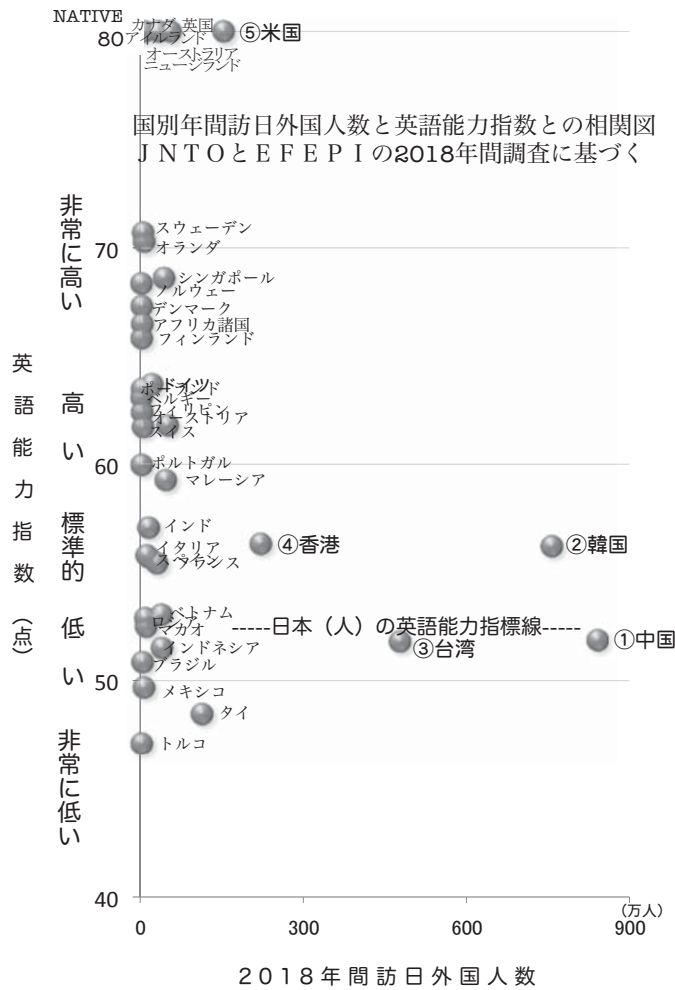 NATIVE
カナダ 英国
80
アイルランド
⑤米国
オーストラリア
ニュージランド
国別年間訪日外国人数と英語能力指数との相関図
ＪＮＴＯとＥＦＥＰＩの2018年間調査に基づく
非常に高い
スウェーデン
70
オランダ
シンガポール
ノルウェー
デンマーク
アフリカ諸国
フィンランド
英語能力指数（点）
高い
ドイツ
ポーランド
ベルギー
フィリピン
オーストリア
スイス
60
ポルトガル
マレーシア
標準的
インド
④香港
②韓国
イタリア
スペイン
フランス
低い
ベトナム
ロシア
マカオ
-----日本（人）の英語能力指標線-----
①中国
③台湾
インドネシア
ブラジル
50
メキシコ
タイ
非常に低い
トルコ
40
(万人)
0 300 600 900
2018年間訪日外国人数